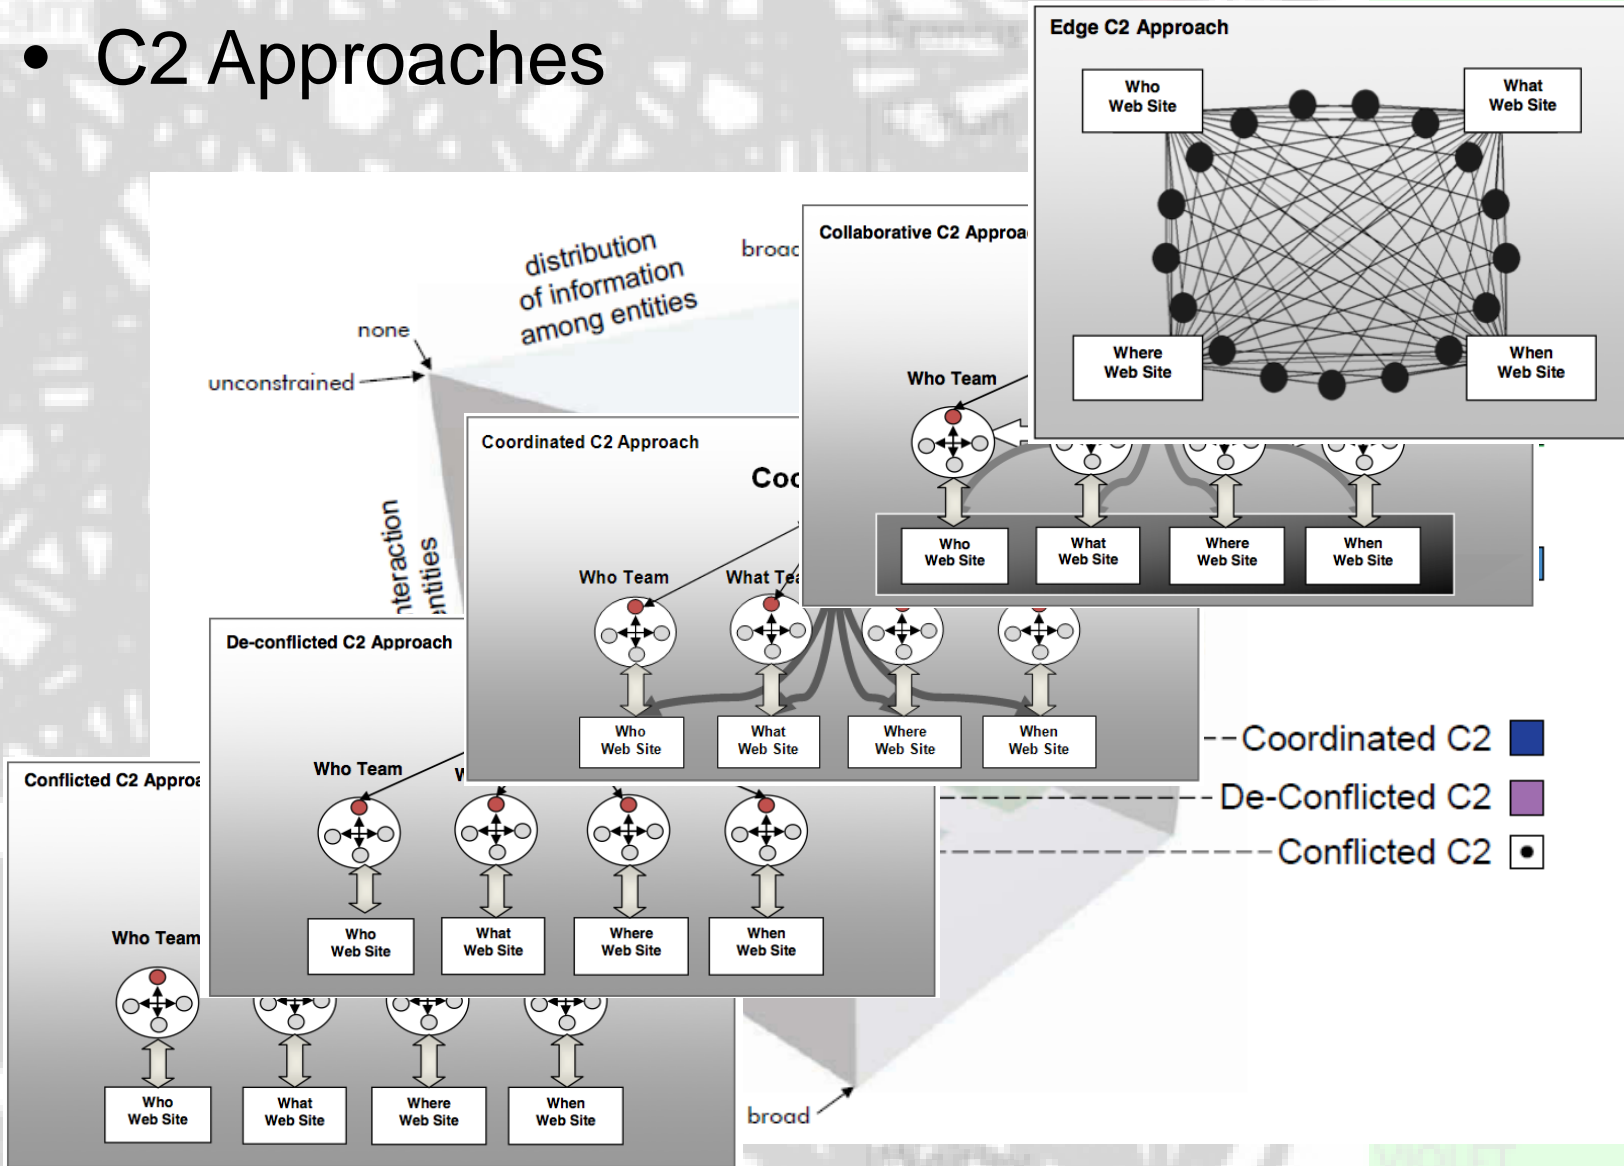 • C2 Approaches
Edge C2 Approach
Who
Web Site
What
Web Site
Where
Web Site
When
Web Site
distribution
of information
among entities
broad
none
unconstrained
Collaborative C2 Approa
Who Team
Who
Web Site
What
Web Site
Where
Web Site
When
Web Site
Coordinated C2 Approach
Coo
Who Team
What Tea
Who
Web Site
What
Web Site
Where
Web Site
When
Web Site
nteraction
entities
De-conflicted C2 Approach
Who Team
W
Who
Web Site
What
Web Site
Where
Web Site
When
Web Site
Conflicted C2 Approa
Who Team
Who
Web Site
What
Web Site
Where
Web Site
When
Web Site
Coordinated C2
De-Conflicted C2
Conflicted C2
broad